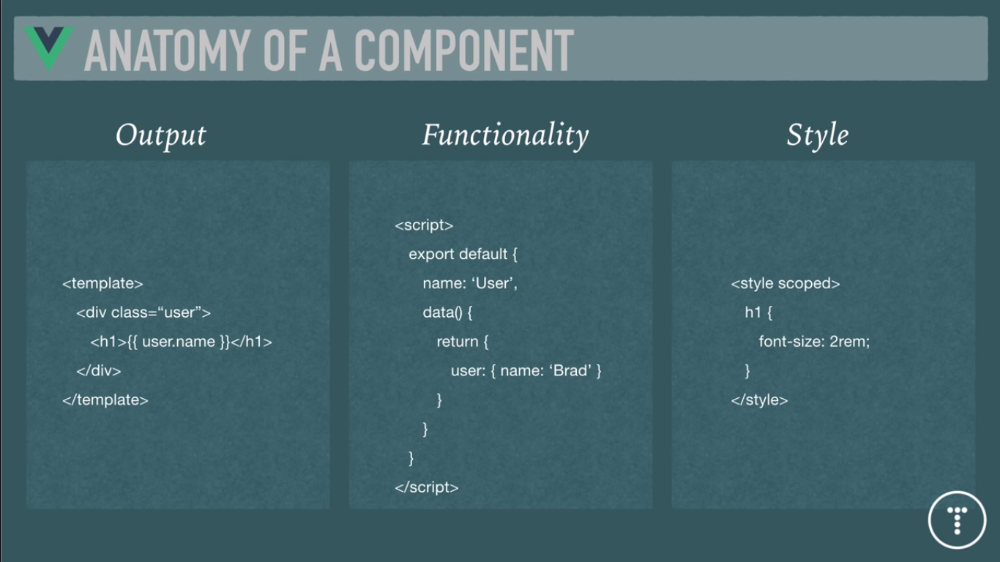 ANATOMY OF A COMPONENT
Output
<template>
<div class=“user”>
<h1>{{ user.name }}</h1>
</div>
</template>
Functionality
<script>
export default {
name: ‘User’,
data() {
return {
user: { name: ‘Brad’ }
}
}
}
</script>
Style
<style scoped>
h1 {
font-size: 2rem;
}
</style>
T